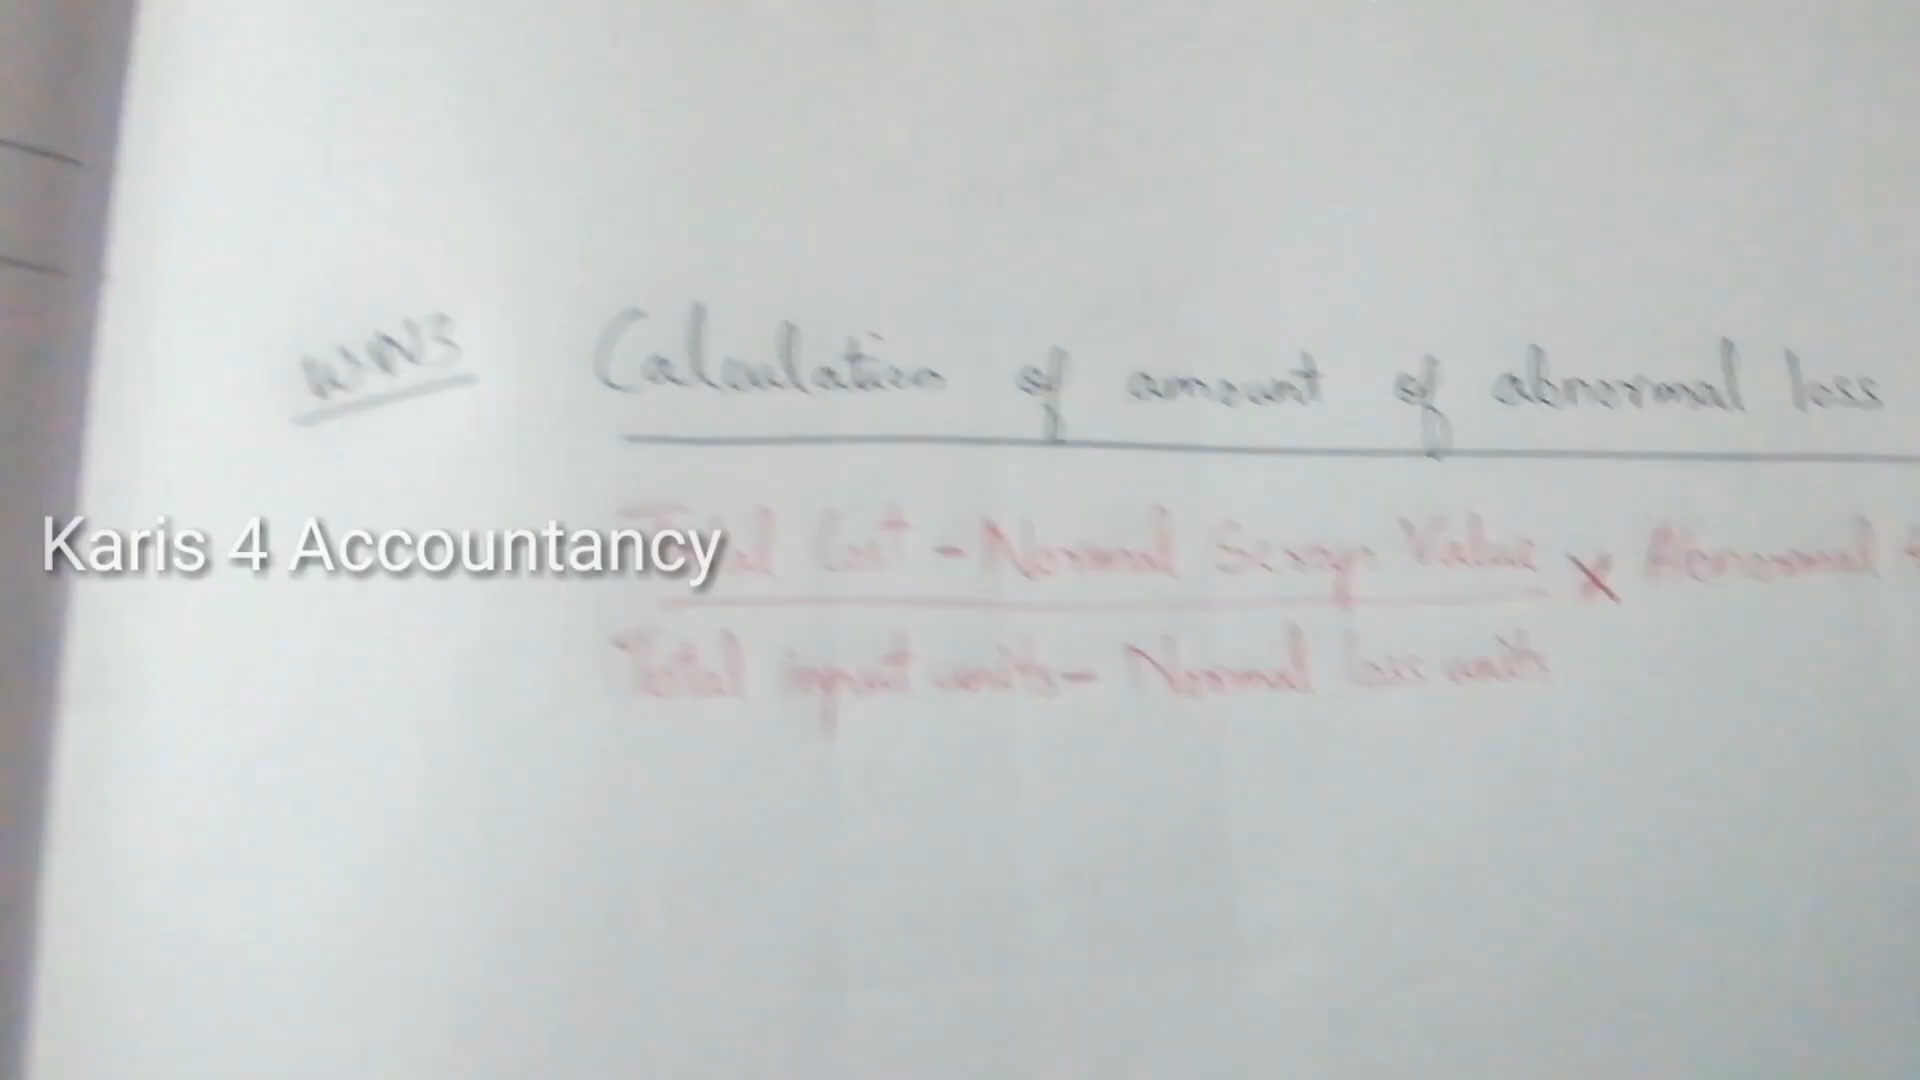 WN3 Calculation of amount of abnormal loss
Karis 4 Accountancy
Total Cost - Normal Scrap Value × Abnormal
Total input units - Normal loss units